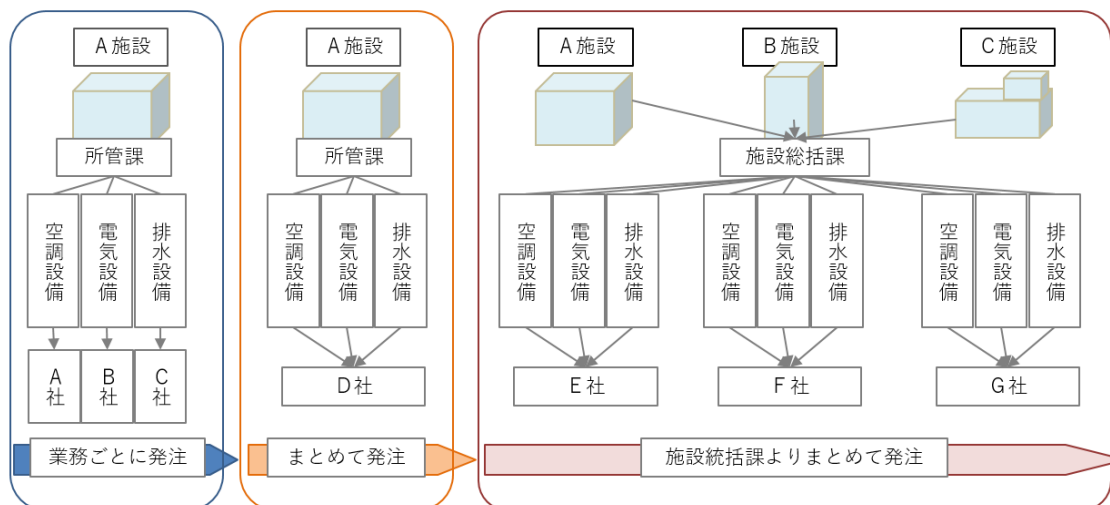 A施設
所管課
空調設備
電気設備
排水設備
A社
B社
C社
業務ごとに発注
A施設
所管課
空調設備
電気設備
排水設備
D社
まとめて発注
A施設
B施設
C施設
施設総括課
空調設備
電気設備
排水設備
空調設備
電気設備
排水設備
空調設備
電気設備
排水設備
E社
F社
G社
施設統括課よりまとめて発注